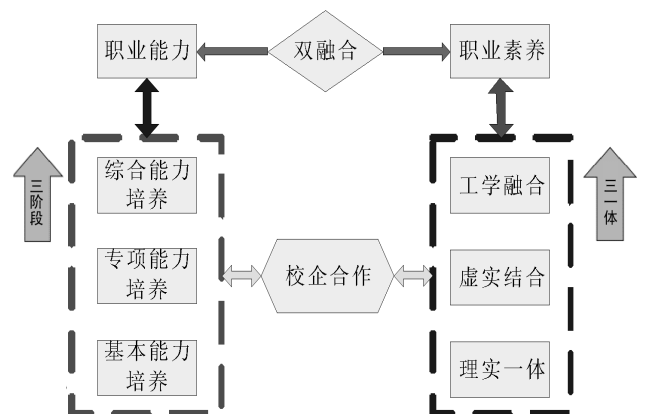 职业能力
双融合
职业素养
三阶段
综合能力
培养
专项能力
培养
基本能力
培养
校企合作
工学融合
虚实结合
理实一体
三一体